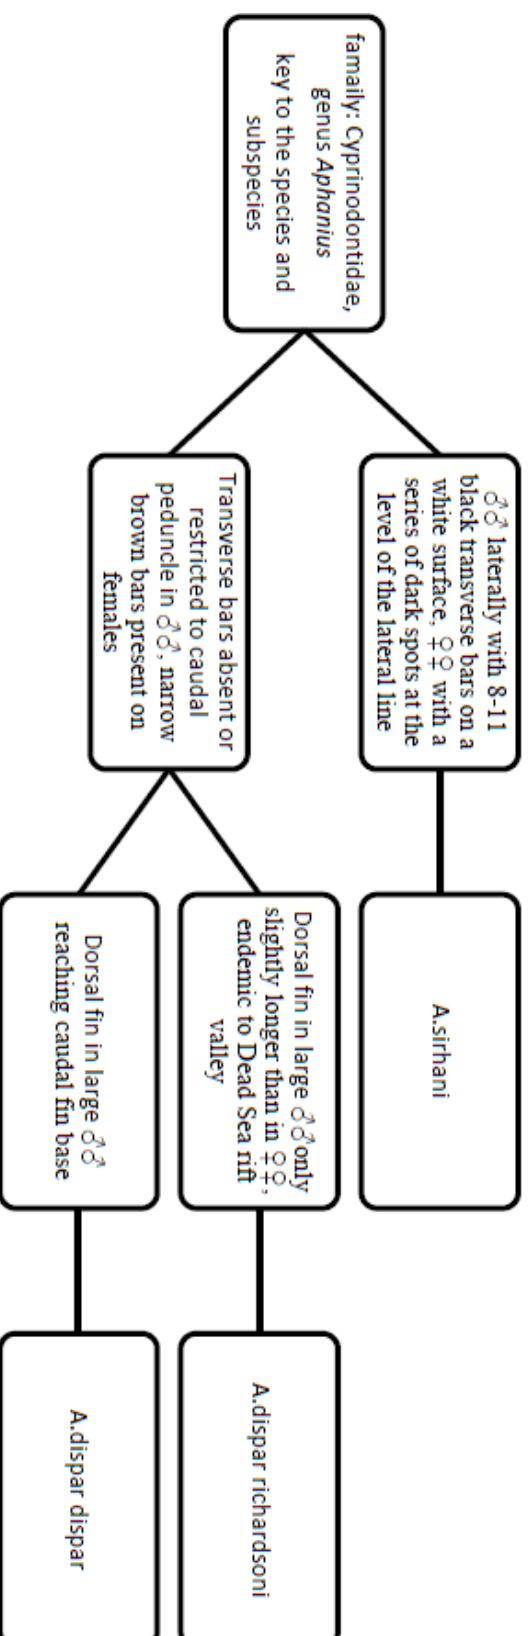 famaily: Cyprinodontidae,
genus Aphanius
key to the species and
subspecies
♂♂ laterally with 8-11
black transverse bars on a
white surface, ♀♀ with a
series of dark spots at the
level of the lateral line
A.sirhani
Transverse bars absent or
restricted to caudal
peduncle in ♂♂, narrow
brown bars present on
females
Dorsal fin in large ♂♂only
slightly longer than in ♀♀,
endemic to Dead Sea rift
valley
A.dispar richardsoni
Dorsal fin in large ♂♂
reaching caudal fin base
A.dispar dispar